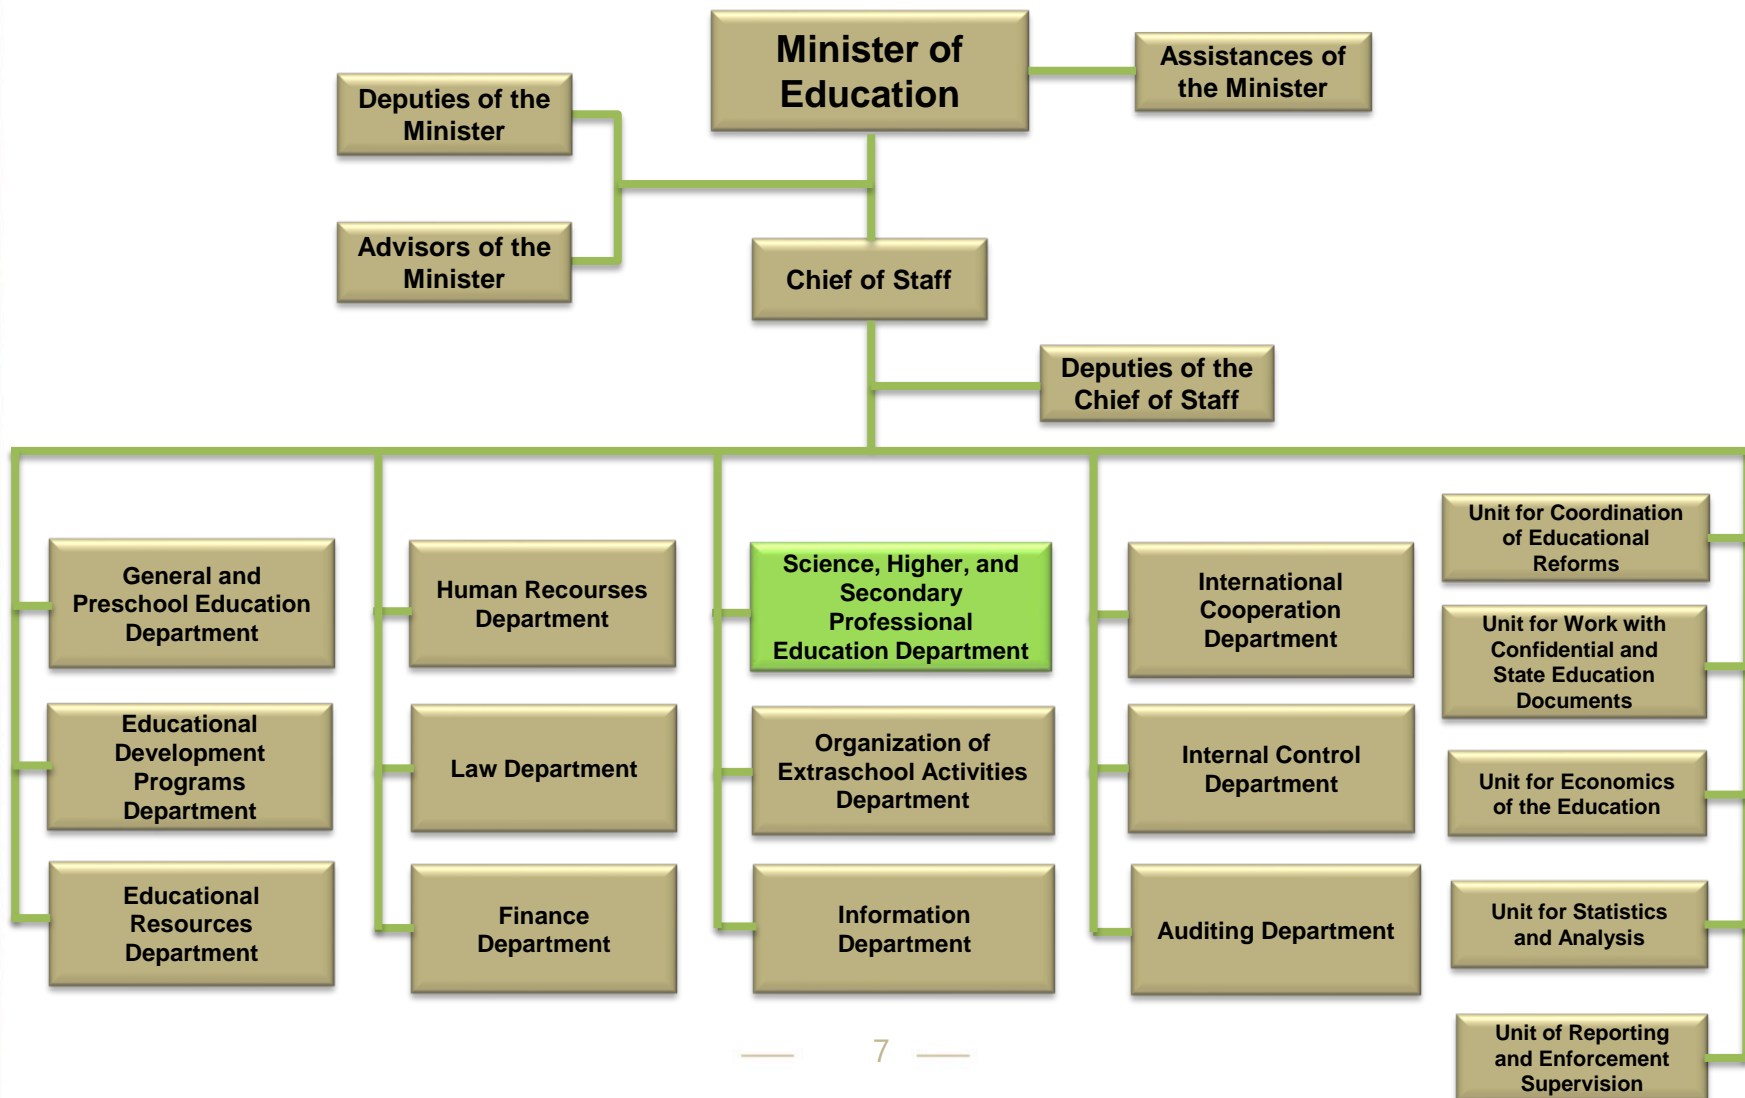 Minister of
Education
Assistances of
the Minister
Deputies of the
Minister
Advisors of the
Minister
Chief of Staff
Deputies of the
Chief of Staff
General and
Preschool Education
Department
Educational
Development
Programs
Department
Educational
Resources
Department
Human Recourses
Department
Law Department
Finance
Department
Science, Higher, and
Secondary
Professional
Education Department
Organization of
Extraschool Activities
Department
Information
Department
International
Cooperation
Department
Internal Control
Department
Auditing Department
Unit for Coordination
of Educational
Reforms
Unit for Work with
Confidential and
State Education
Documents
Unit for Economics
of the Education
Unit for Statistics
and Analysis
Unit of Reporting
and Enforcement
Supervision
7